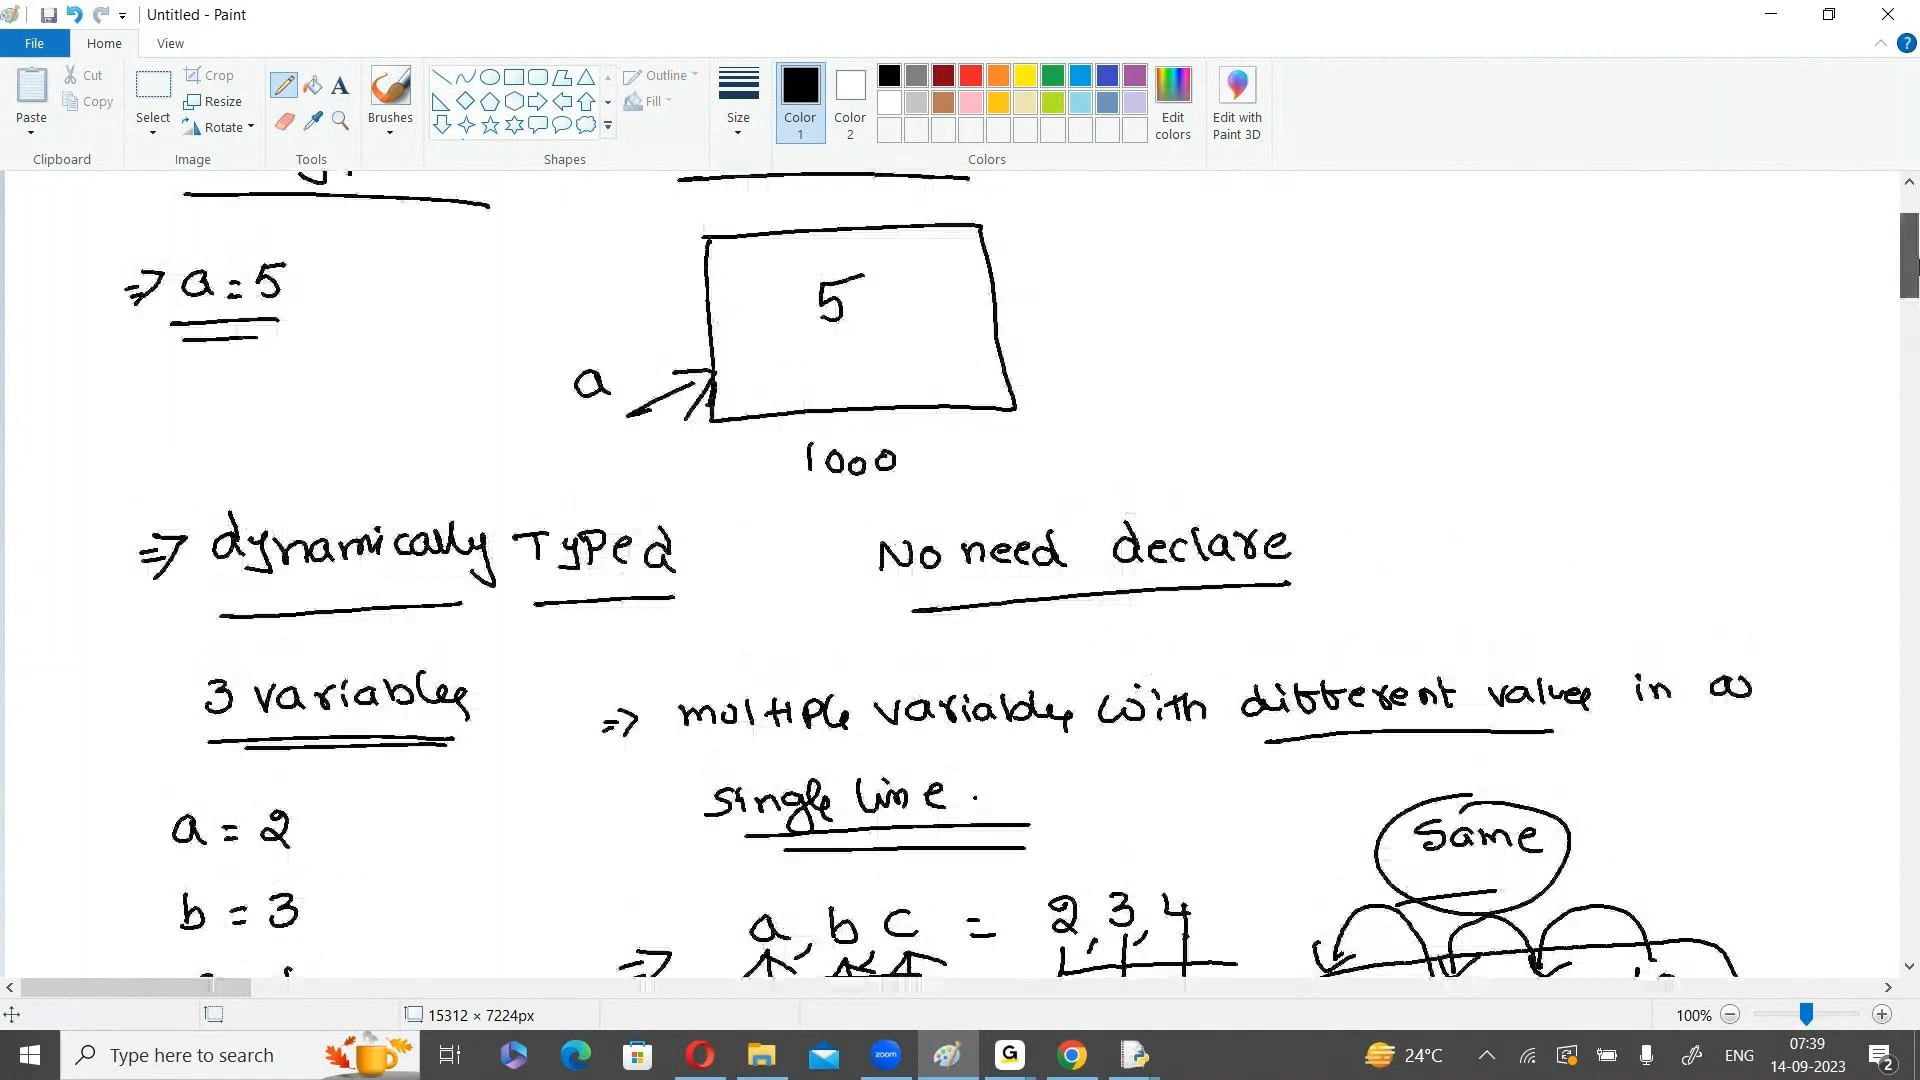 Untitled - Paint
File Home View
Paste
Cut
Copy
Clipboard
Select
Crop
Resize
Rotate
Image
Tools
Brushes
Shapes
Outline
Fill
Size
Color 1
Color 2
Colors
Edit colors
Edit with Paint 3D
=> a = 5
5
a
1000
=> dynamically Typed No need declare
3 variables => multiple variables with different values in a
single line.
Same
a = 2
b = 3
=> a, b, c = 2, 3, 4
15312 × 7224px
100%
Type here to search
zoom
G
24°C
ENG
07:39
14-09-2023
2